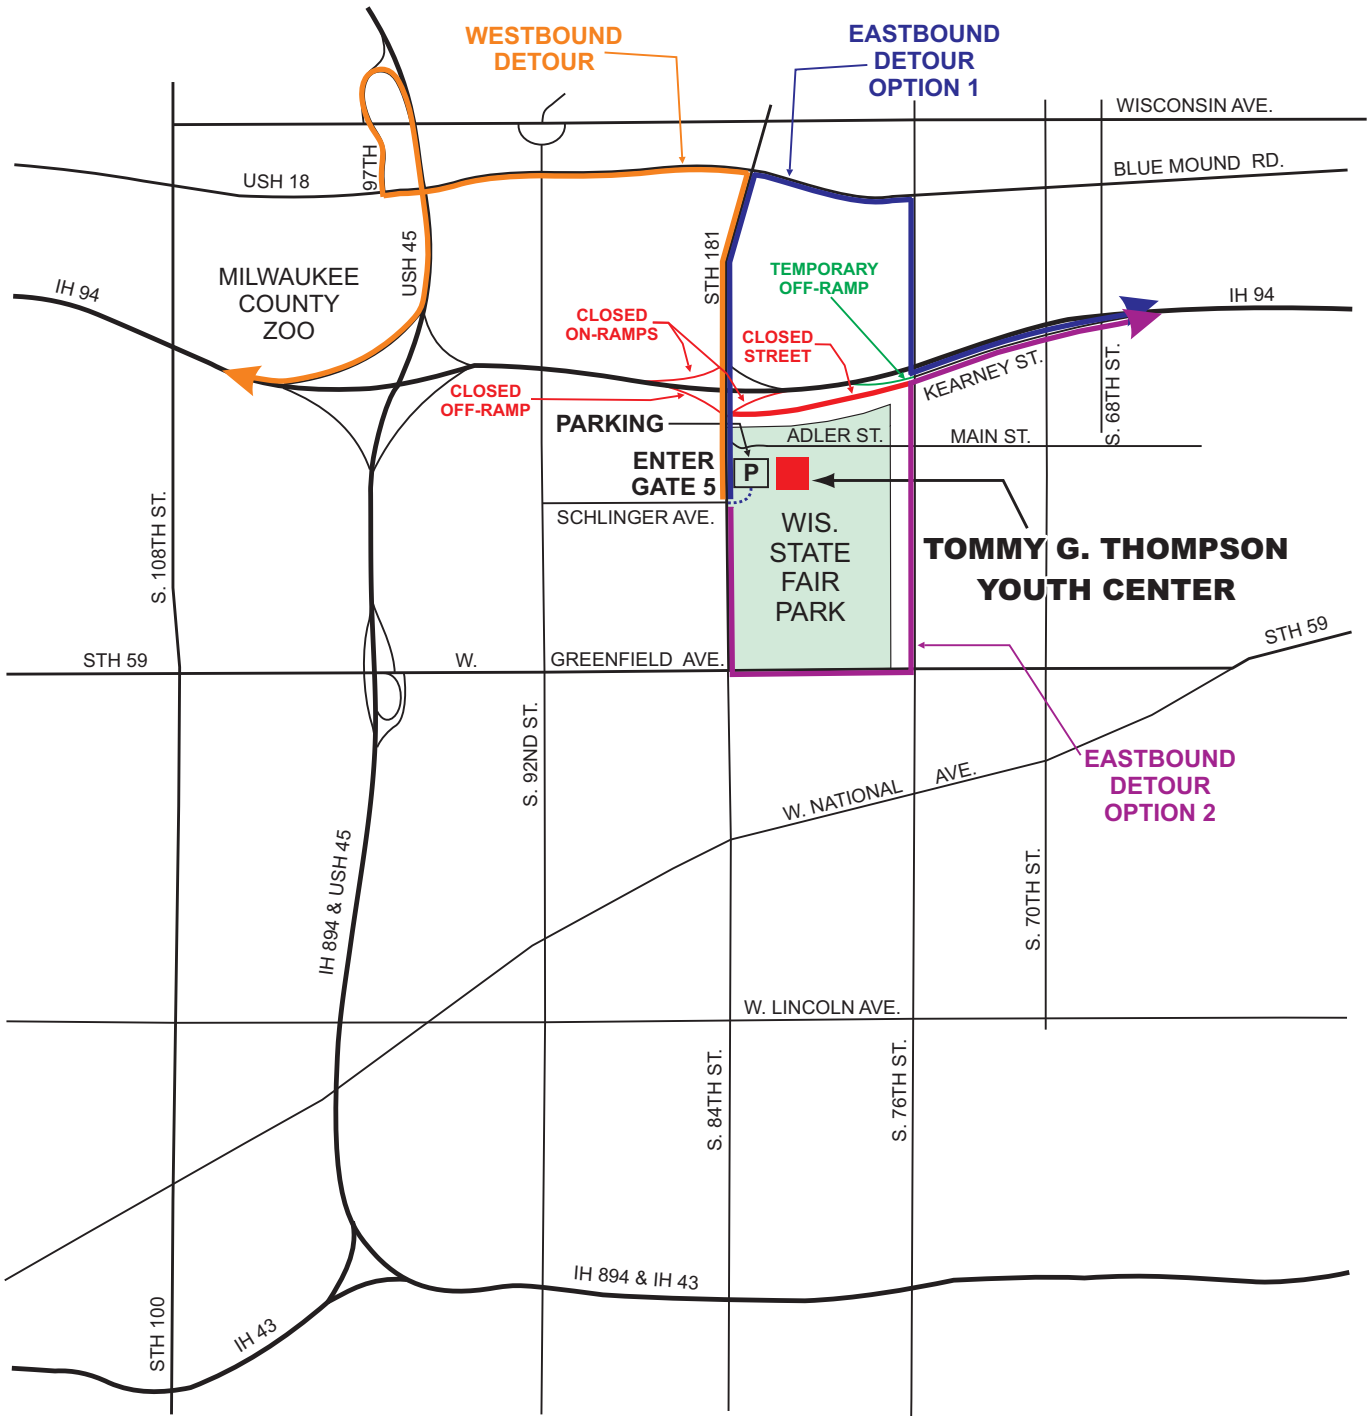 WESTBOUND
DETOUR
EASTBOUND
DETOUR
OPTION 1
WISCONSIN AVE.
BLUE MOUND RD.
USH 18
97TH
USH 45
STH 181
MILWAUKEE
COUNTY
ZOO
IH 94
TEMPORARY
OFF-RAMP
IH 94
CLOSED
ON-RAMPS
CLOSED
STREET
CLOSED
OFF-RAMP
KEARNEY ST.
S. 68TH ST.
PARKING
ADLER ST.
MAIN ST.
ENTER
GATE 5
P
SCHLINGER AVE.
WIS.
STATE
FAIR
PARK
TOMMY G. THOMPSON
YOUTH CENTER
S. 108TH ST.
STH 59
W. GREENFIELD AVE.
STH 59
S. 92ND ST.
EASTBOUND
DETOUR
OPTION 2
W. NATIONAL AVE.
IH 894 & USH 45
S. 70TH ST.
W. LINCOLN AVE.
S. 84TH ST.
S. 76TH ST.
IH 894 & IH 43
STH 100
IH 43